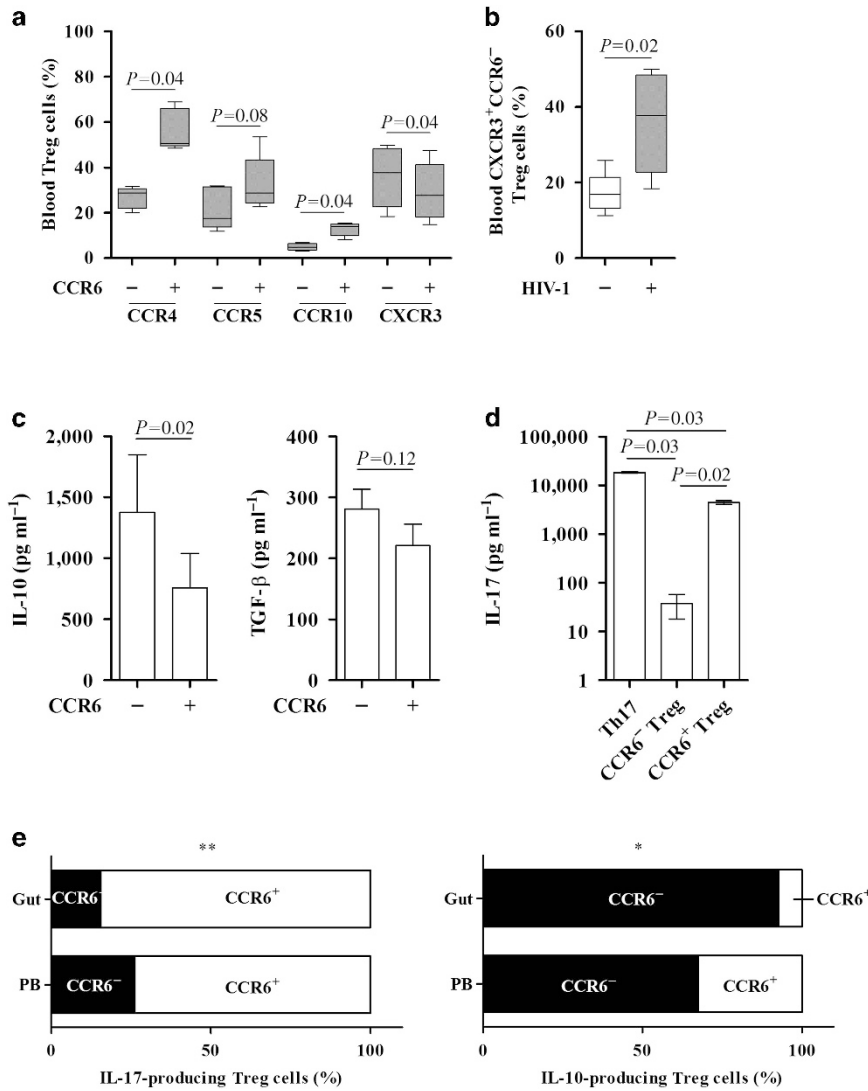 a
Blood Treg cells (%)
100
80
60
40
20
0
P=0.04
P=0.08
P=0.04
P=0.04
CCR6 − + − + − + − +
CCR4 CCR5 CCR10 CXCR3
b
Blood CXCR3⁺CCR6⁻
Treg cells (%)
60
40
20
0
P=0.02
HIV-1 − +
c
IL-10 (pg ml⁻¹)
2,000
1,500
1,000
500
0
P=0.02
CCR6 − +
TGF-β (pg ml⁻¹)
400
300
200
100
0
P=0.12
CCR6 − +
d
IL-17 (pg ml⁻¹)
100,000
10,000
1,000
100
10
1
P=0.03
P=0.03
P=0.02
Th17
CCR6⁻ Treg
CCR6⁺ Treg
e
**
Gut CCR6⁻ CCR6⁺
PB CCR6⁻ CCR6⁺
0 50 100
IL-17-producing Treg cells (%)
*
Gut CCR6⁻ CCR6⁺
PB CCR6⁻ CCR6⁺
0 50 100
IL-10-producing Treg cells (%)